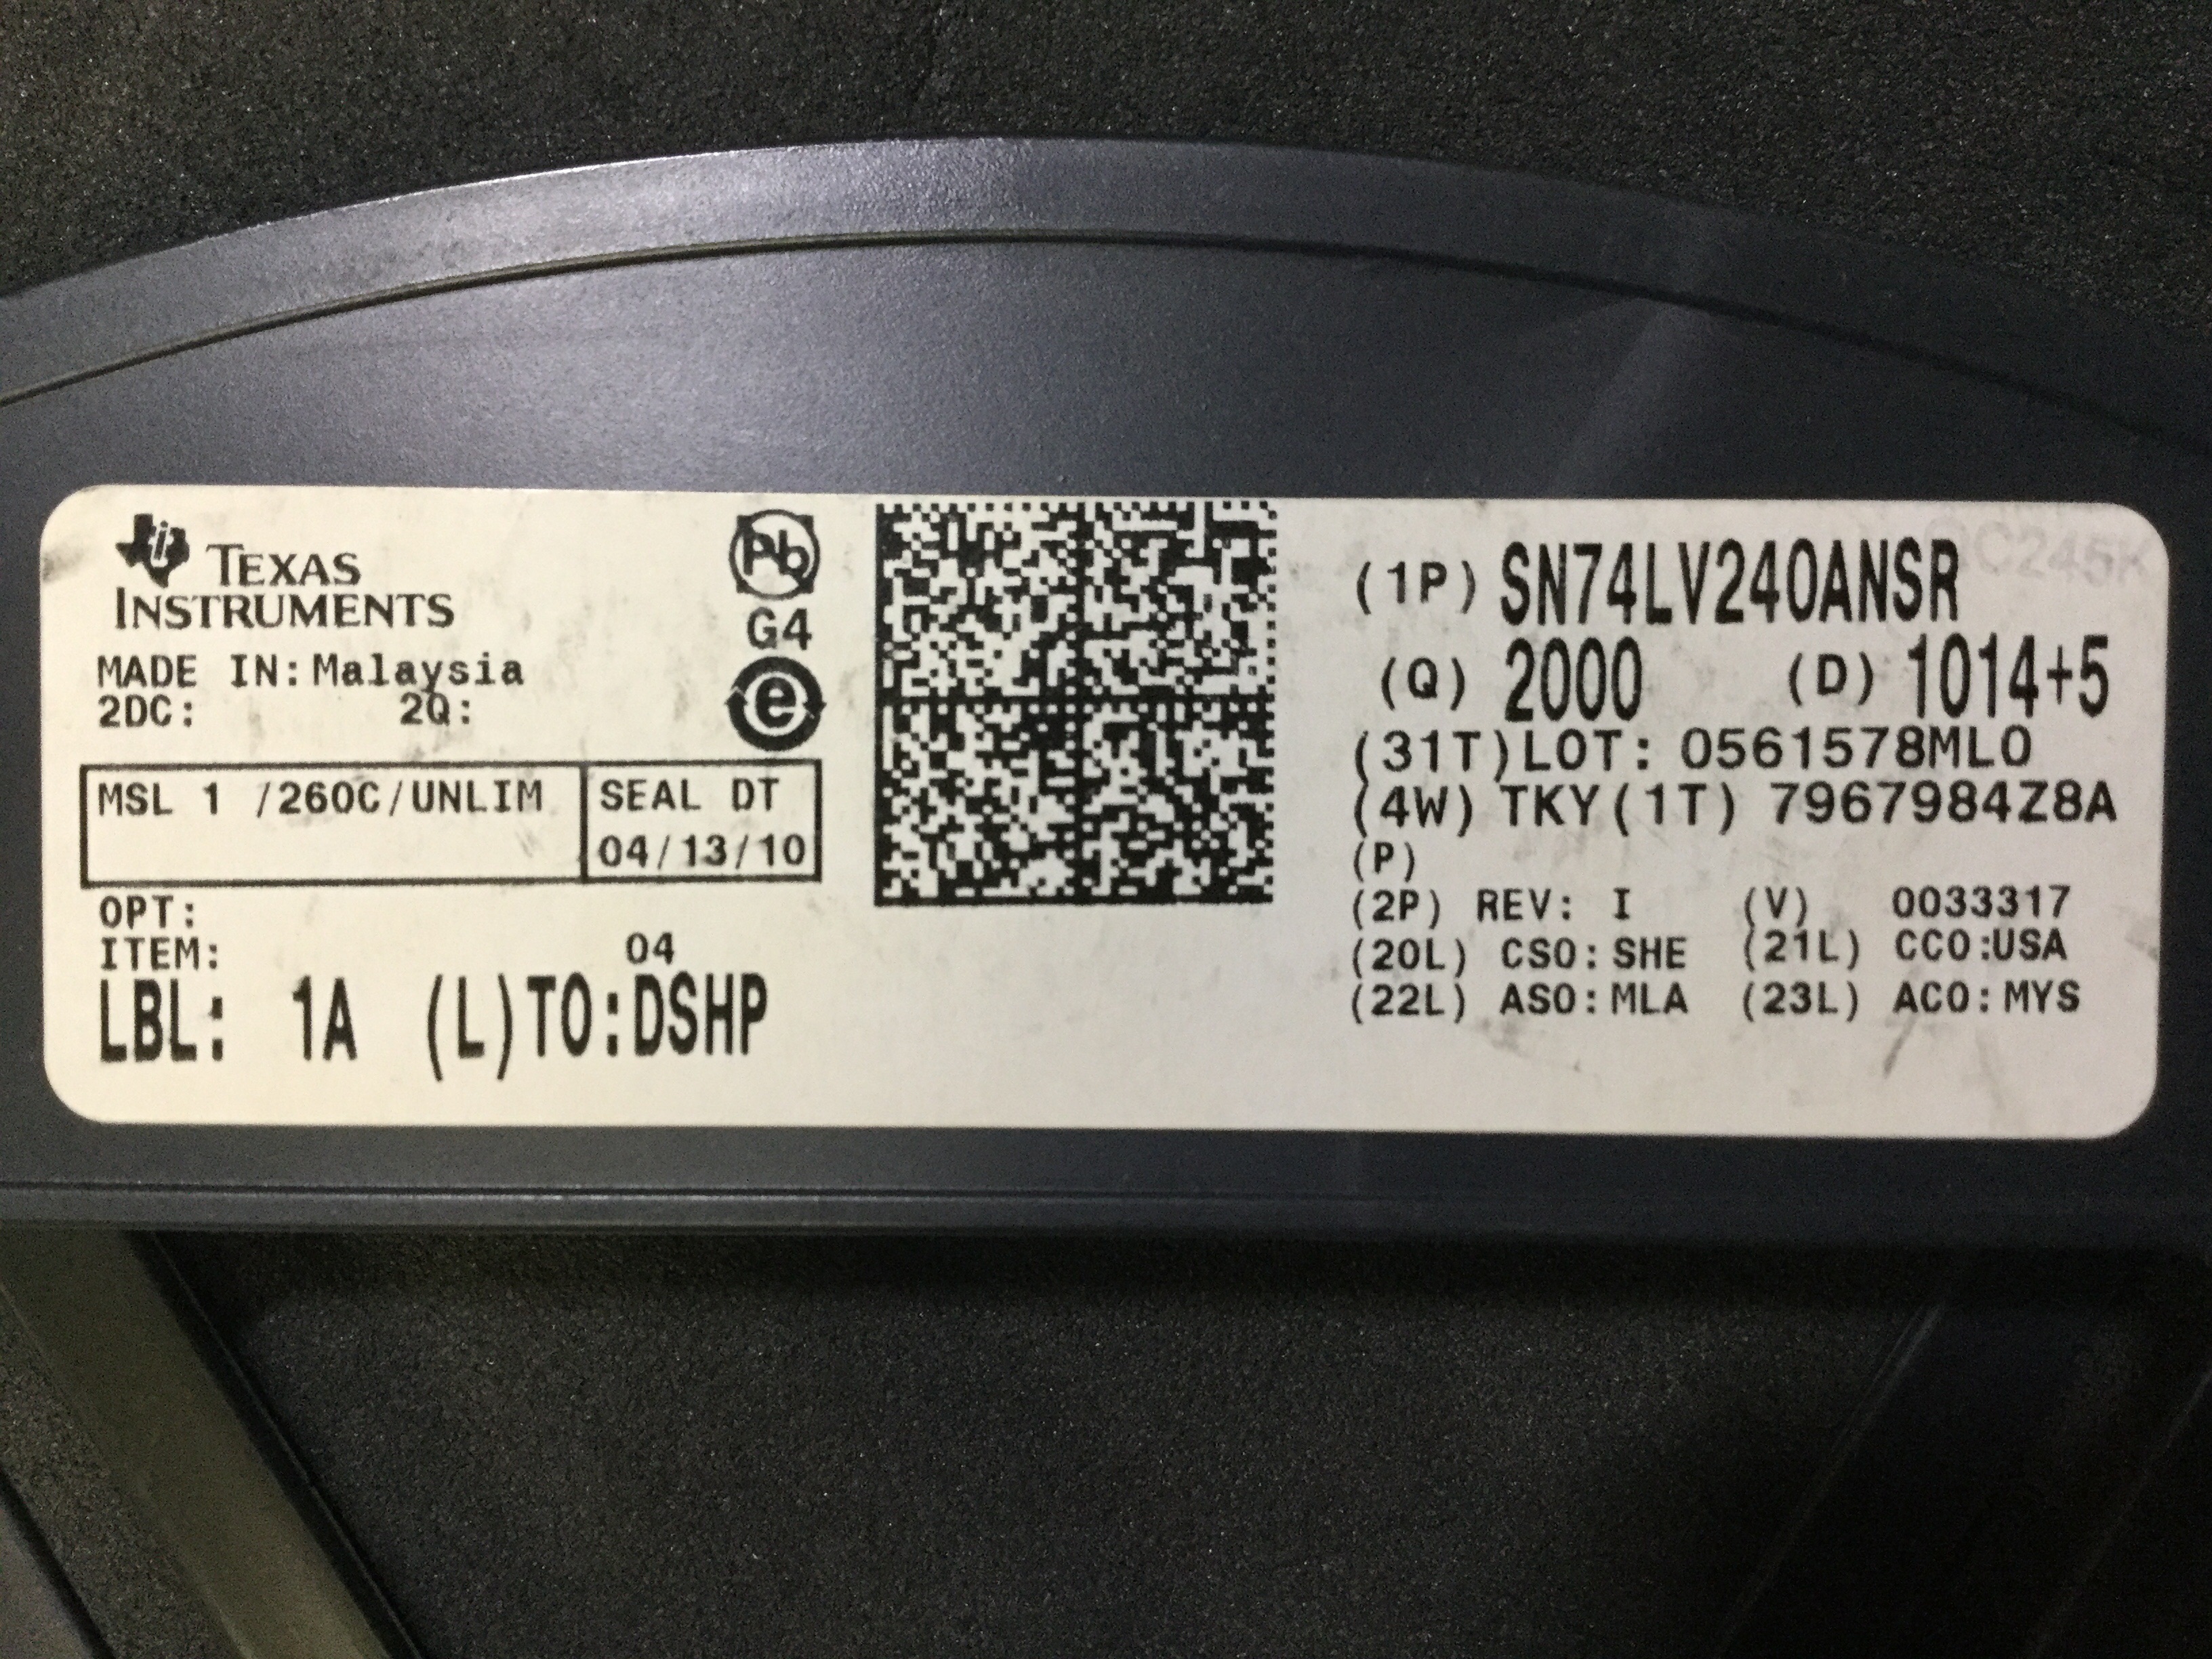 TEXAS
INSTRUMENTS
MADE IN: Malaysia
2DC: 2Q:
Pb
G4
e
MSL 1 /260C/UNLIM
SEAL DT
04/13/10
OPT:
ITEM: 04
LBL: 1A (L)TO:DSHP
(1P) SN74LV240ANSR
(Q) 2000 (D) 1014+5
(31T)LOT: 0561578MLO
(4W) TKY(1T) 7967984Z8A
(P)
(2P) REV: I (V) 0033317
(20L) CSO:SHE (21L) CCO:USA
(22L) ASO:MLA (23L) ACO:MYS